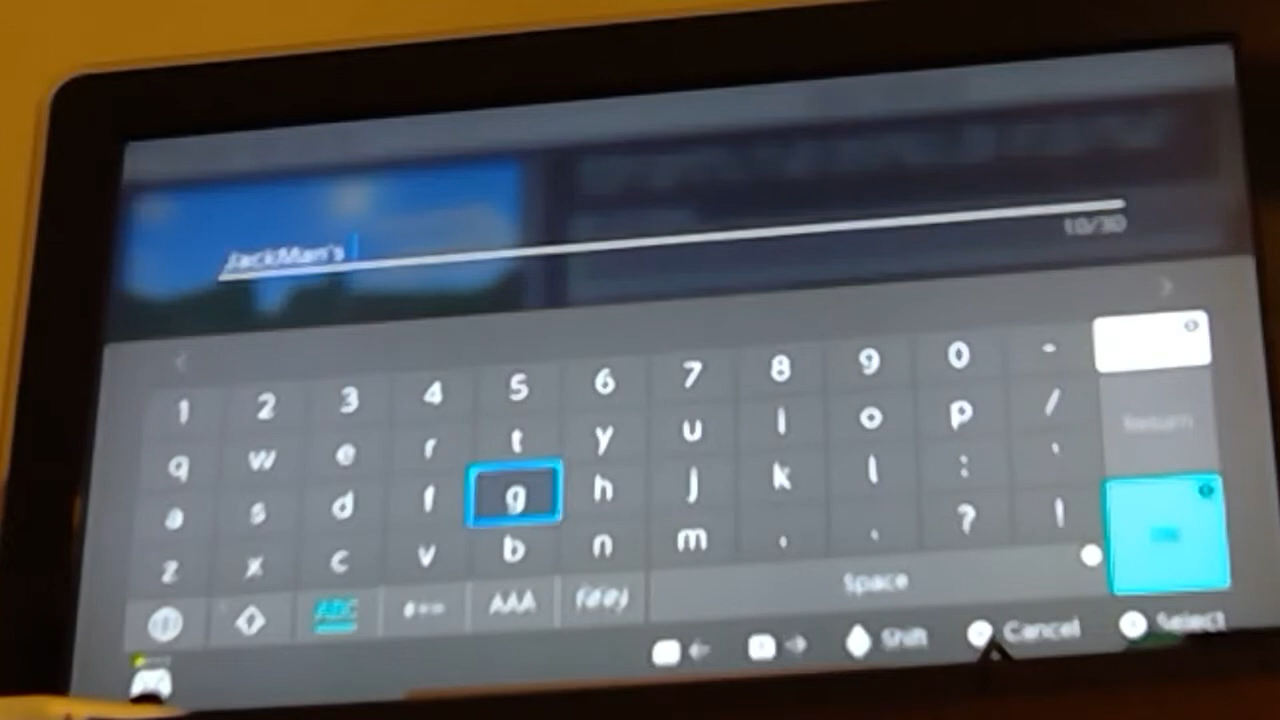 JackMan's
10/30
1 2 3 4 5 6 7 8 9 0 -
q w e r t y u i o p /
Return
a s d f g h j k l : '
z x c v b n m , . ? !
ABC #+= AAA Space
Shift Cancel Select